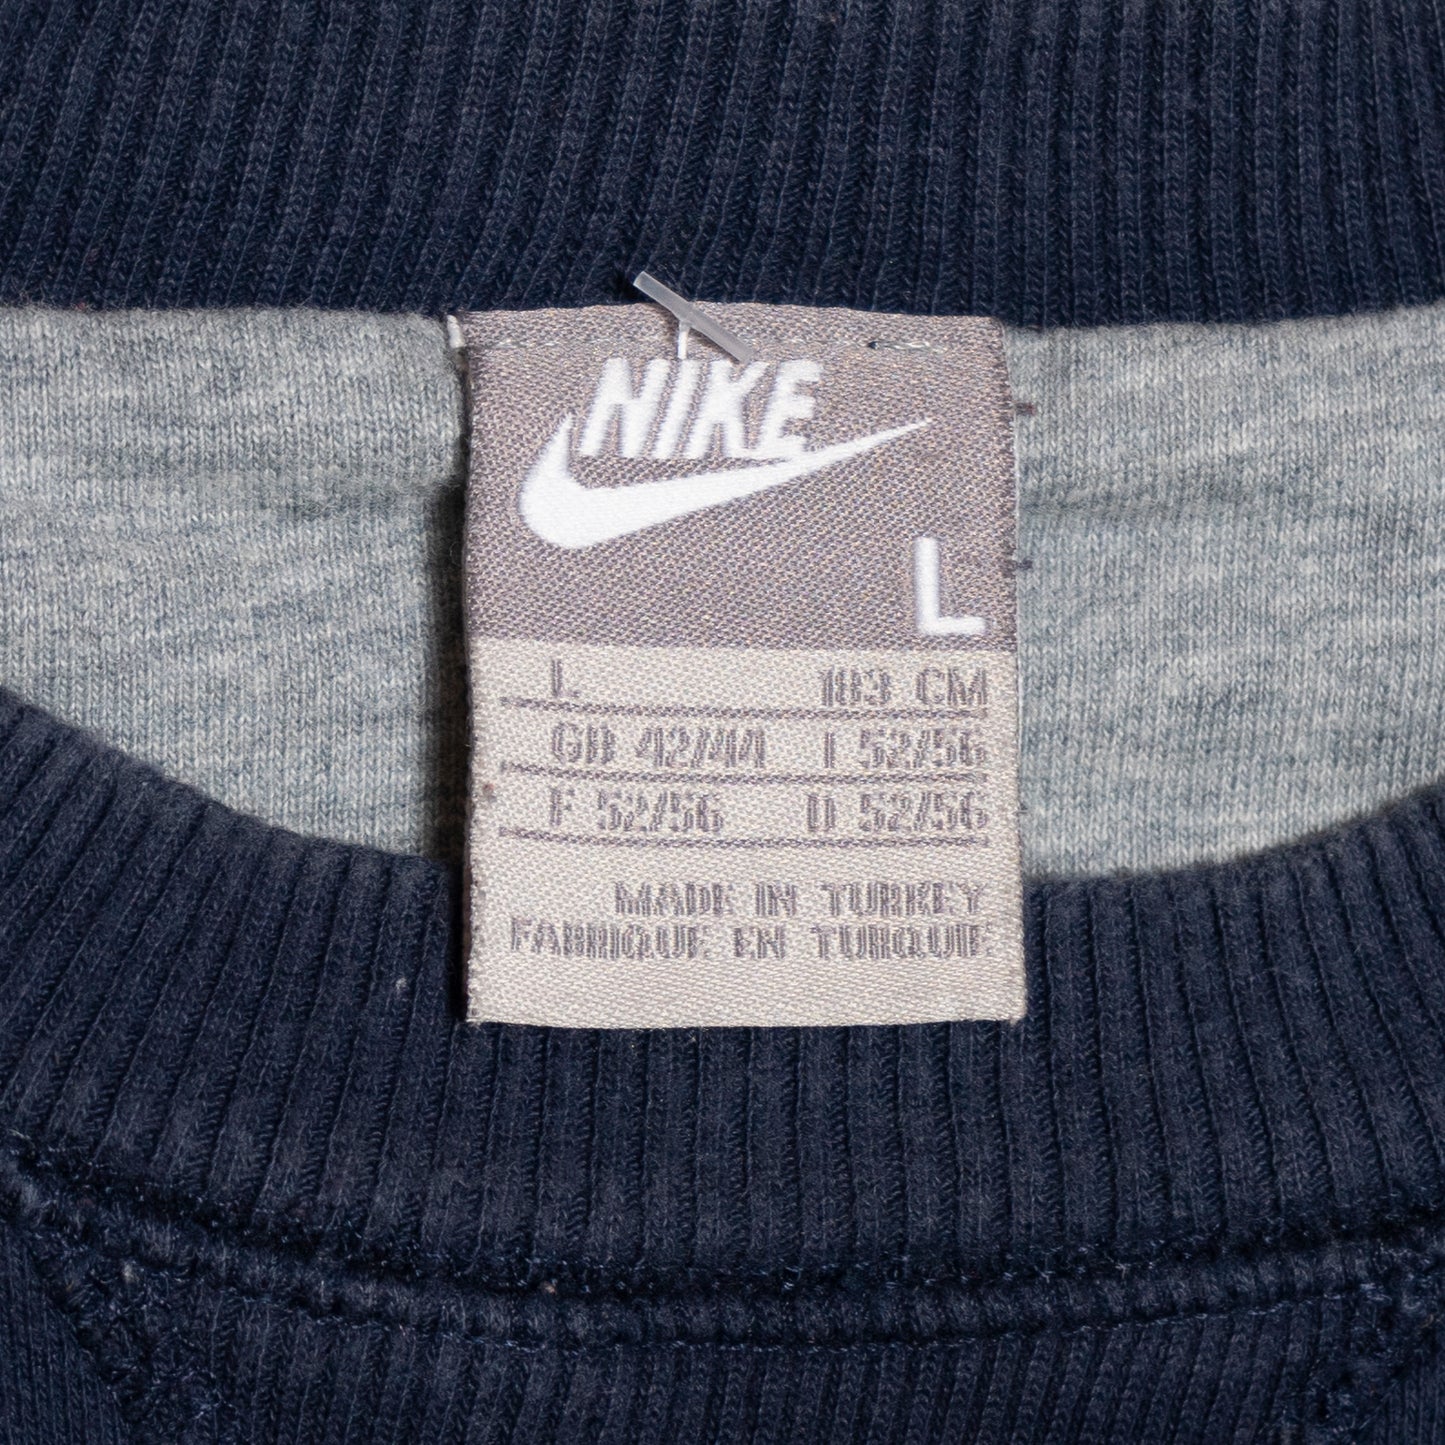 NIKE
L
L 183 CM
GB 42/44 I 52/56
F 52/56 D 52/56
MADE IN TURKEY
FABRIQUE EN TURQUIE